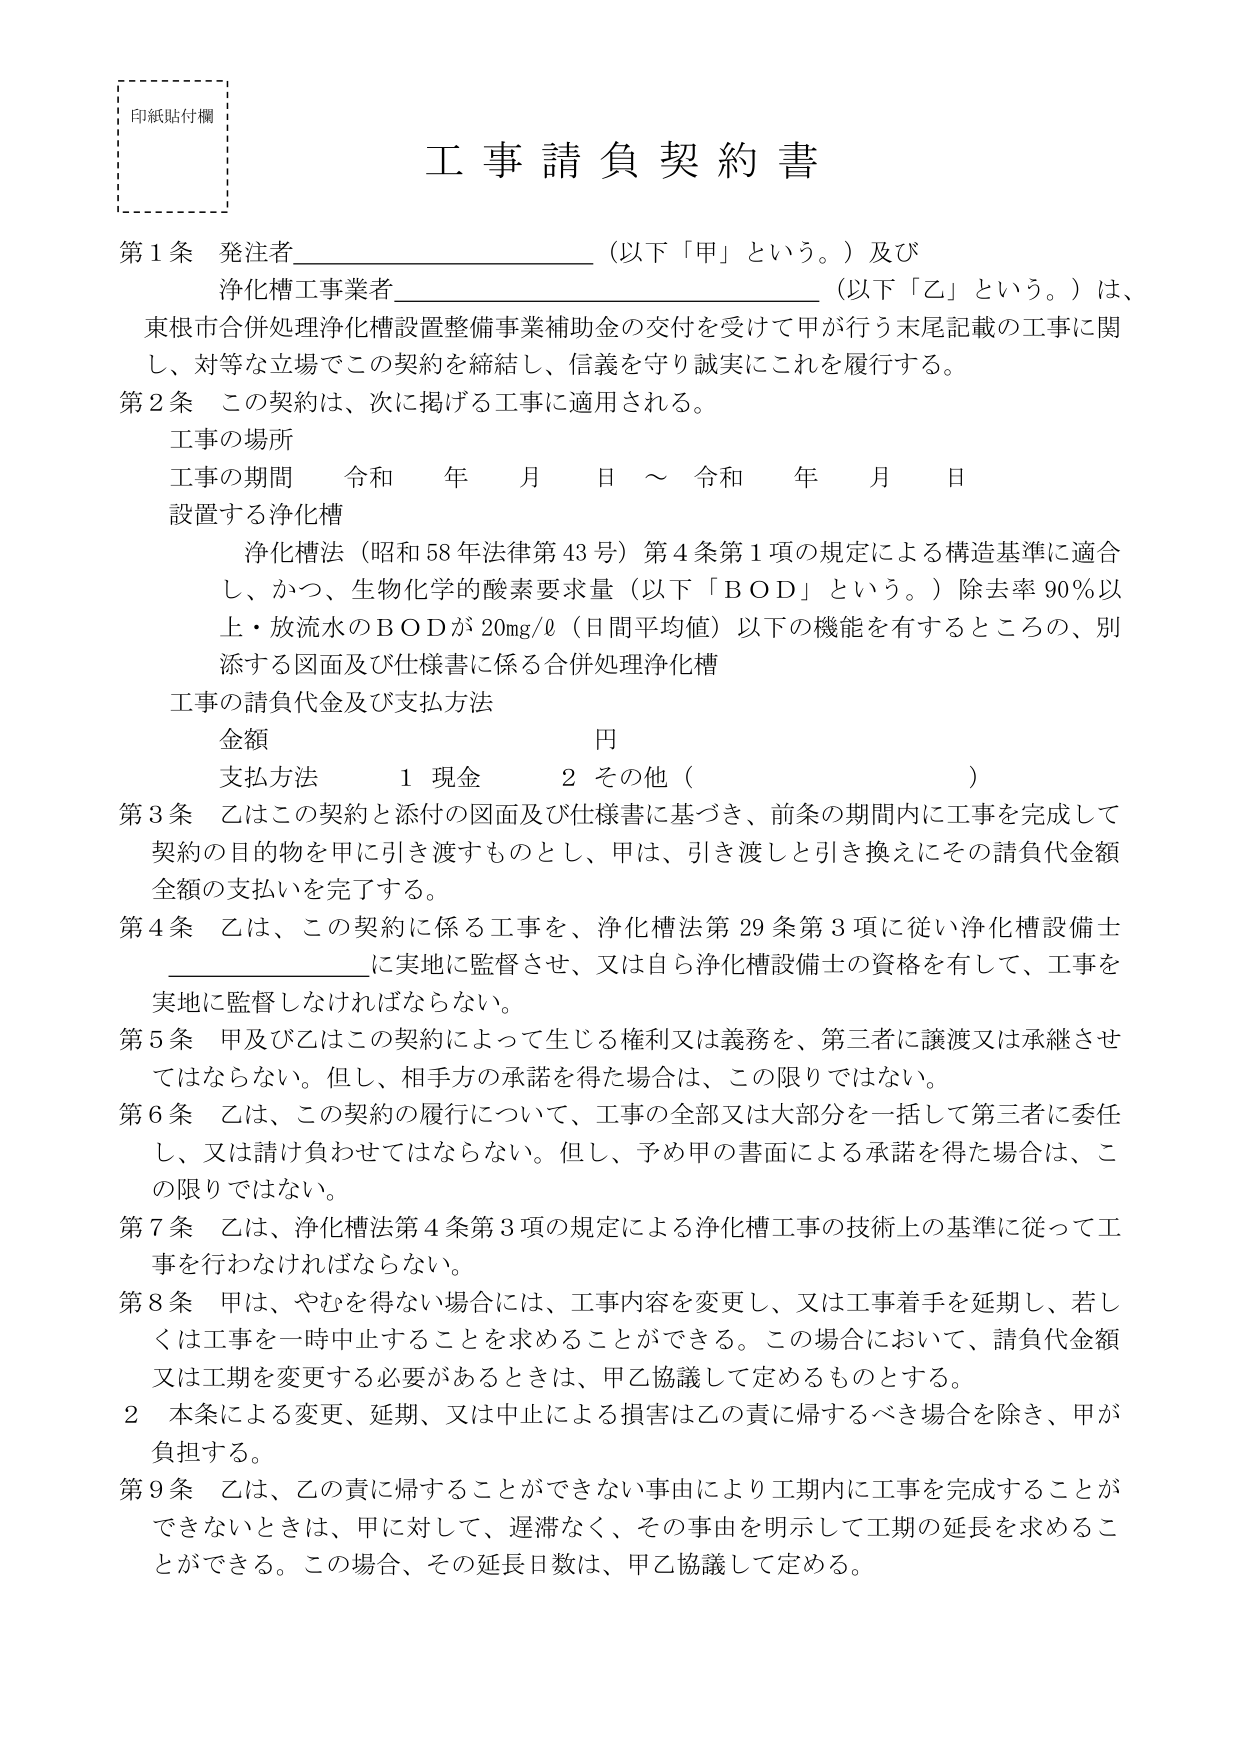 印紙貼付欄
工事請負契約書
第１条　発注者＿＿＿＿＿＿＿＿＿＿＿＿（以下「甲」という。）及び
浄化槽工事業者＿＿＿＿＿＿＿＿＿＿＿＿＿＿＿＿＿（以下「乙」という。）は、
東根市合併処理浄化槽設置整備事業補助金の交付を受けて甲が行う末尾記載の工事に関
し、対等な立場でこの契約を締結し、信義を守り誠実にこれを履行する。
第２条　この契約は、次に掲げる工事に適用される。
工事の場所
工事の期間　　令和　　年　　月　　日　～　令和　　年　　月　　日
設置する浄化槽
浄化槽法（昭和 58 年法律第 43 号）第４条第１項の規定による構造基準に適合
し、かつ、生物化学的酸素要求量（以下「ＢＯＤ」という。）除去率 90％以
上・放流水のＢＯＤが 20mg/ℓ（日間平均値）以下の機能を有するところの、別
添する図面及び仕様書に係る合併処理浄化槽
工事の請負代金及び支払方法
金額　　　　　　　　　　　　　円
支払方法　　　１ 現金　　　２ その他（　　　　　　　　　　　）
第３条　乙はこの契約と添付の図面及び仕様書に基づき、前条の期間内に工事を完成して
契約の目的物を甲に引き渡すものとし、甲は、引き渡しと引き換えにその請負代金額
全額の支払いを完了する。
第４条　乙は、この契約に係る工事を、浄化槽法第 29 条第３項に従い浄化槽設備士
＿＿＿＿＿＿＿＿に実地に監督させ、又は自ら浄化槽設備士の資格を有して、工事を
実地に監督しなければならない。
第５条　甲及び乙はこの契約によって生じる権利又は義務を、第三者に譲渡又は承継させ
てはならない。但し、相手方の承諾を得た場合は、この限りではない。
第６条　乙は、この契約の履行について、工事の全部又は大部分を一括して第三者に委任
し、又は請け負わせてはならない。但し、予め甲の書面による承諾を得た場合は、こ
の限りではない。
第７条　乙は、浄化槽法第４条第３項の規定による浄化槽工事の技術上の基準に従って工
事を行わなければならない。
第８条　甲は、やむを得ない場合には、工事内容を変更し、又は工事着手を延期し、若し
くは工事を一時中止することを求めることができる。この場合において、請負代金額
又は工期を変更する必要があるときは、甲乙協議して定めるものとする。
２　本条による変更、延期、又は中止による損害は乙の責に帰するべき場合を除き、甲が
負担する。
第９条　乙は、乙の責に帰することができない事由により工期内に工事を完成することが
できないときは、甲に対して、遅滞なく、その事由を明示して工期の延長を求めるこ
とができる。この場合、その延長日数は、甲乙協議して定める。